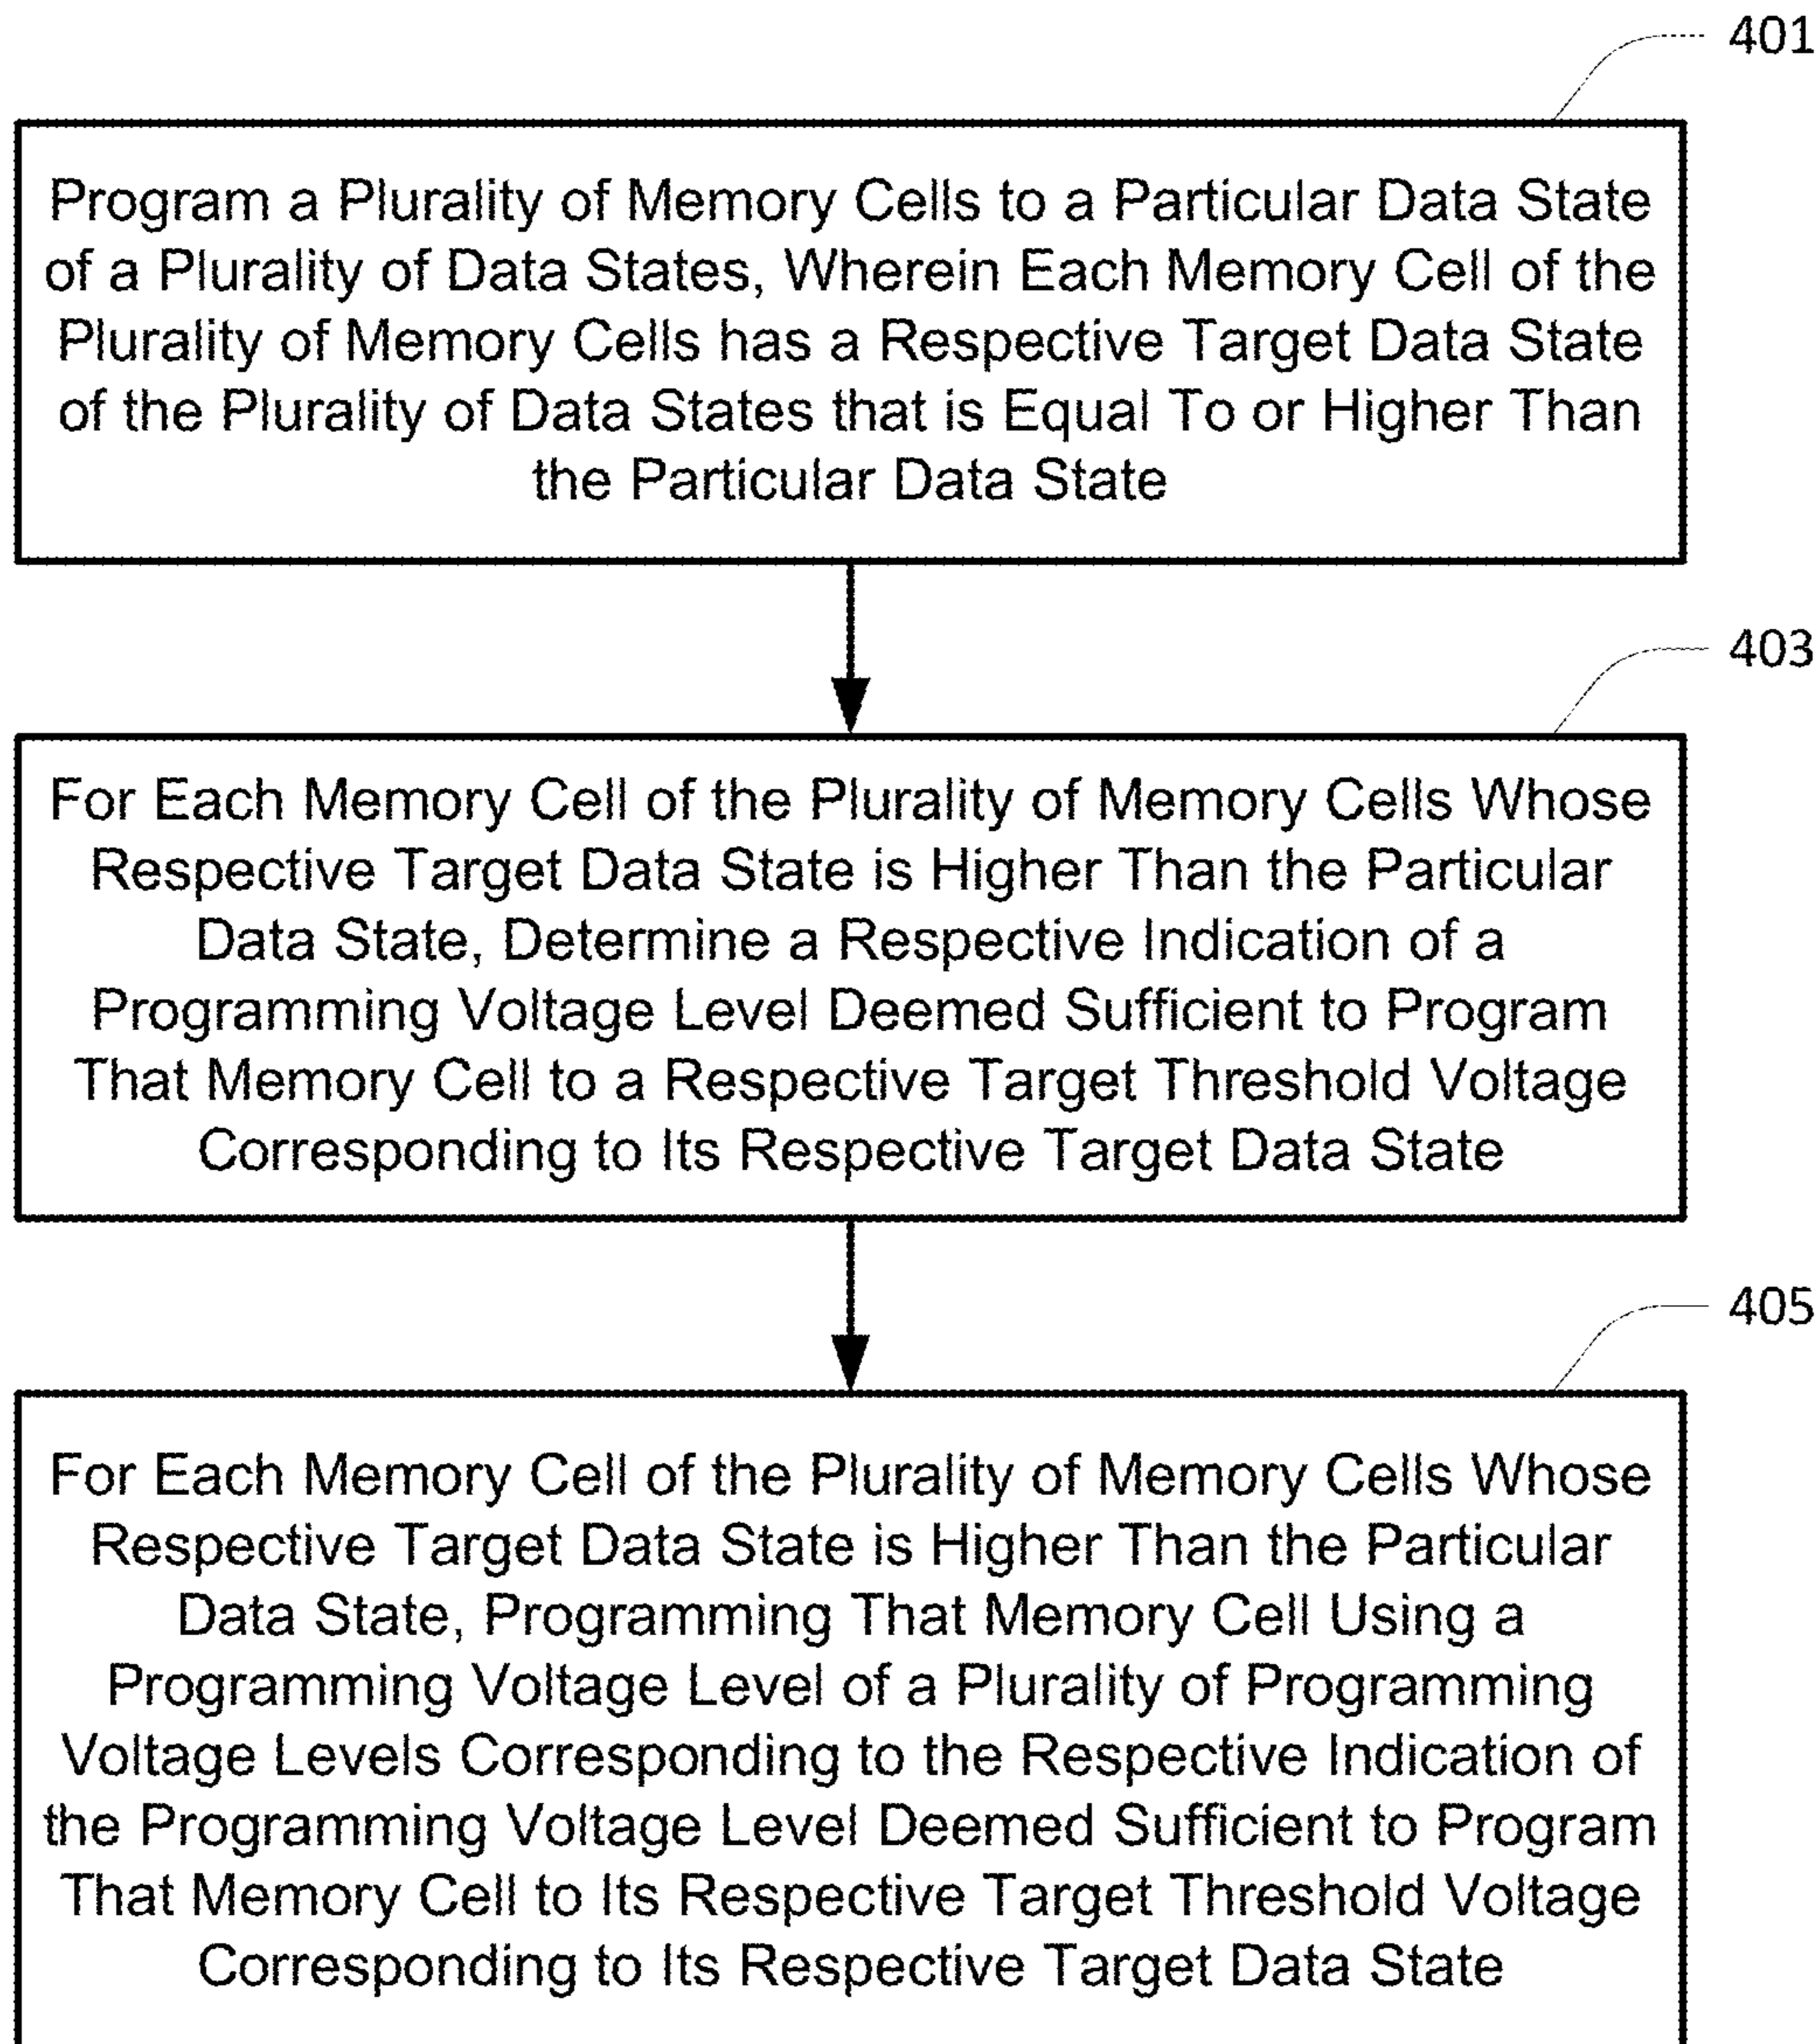 401
Program a Plurality of Memory Cells to a Particular Data State
of a Plurality of Data States, Wherein Each Memory Cell of the
Plurality of Memory Cells has a Respective Target Data State
of the Plurality of Data States that is Equal To or Higher Than
the Particular Data State
403
For Each Memory Cell of the Plurality of Memory Cells Whose
Respective Target Data State is Higher Than the Particular
Data State, Determine a Respective Indication of a
Programming Voltage Level Deemed Sufficient to Program
That Memory Cell to a Respective Target Threshold Voltage
Corresponding to Its Respective Target Data State
405
For Each Memory Cell of the Plurality of Memory Cells Whose
Respective Target Data State is Higher Than the Particular
Data State, Programming That Memory Cell Using a
Programming Voltage Level of a Plurality of Programming
Voltage Levels Corresponding to the Respective Indication of
the Programming Voltage Level Deemed Sufficient to Program
That Memory Cell to Its Respective Target Threshold Voltage
Corresponding to Its Respective Target Data State